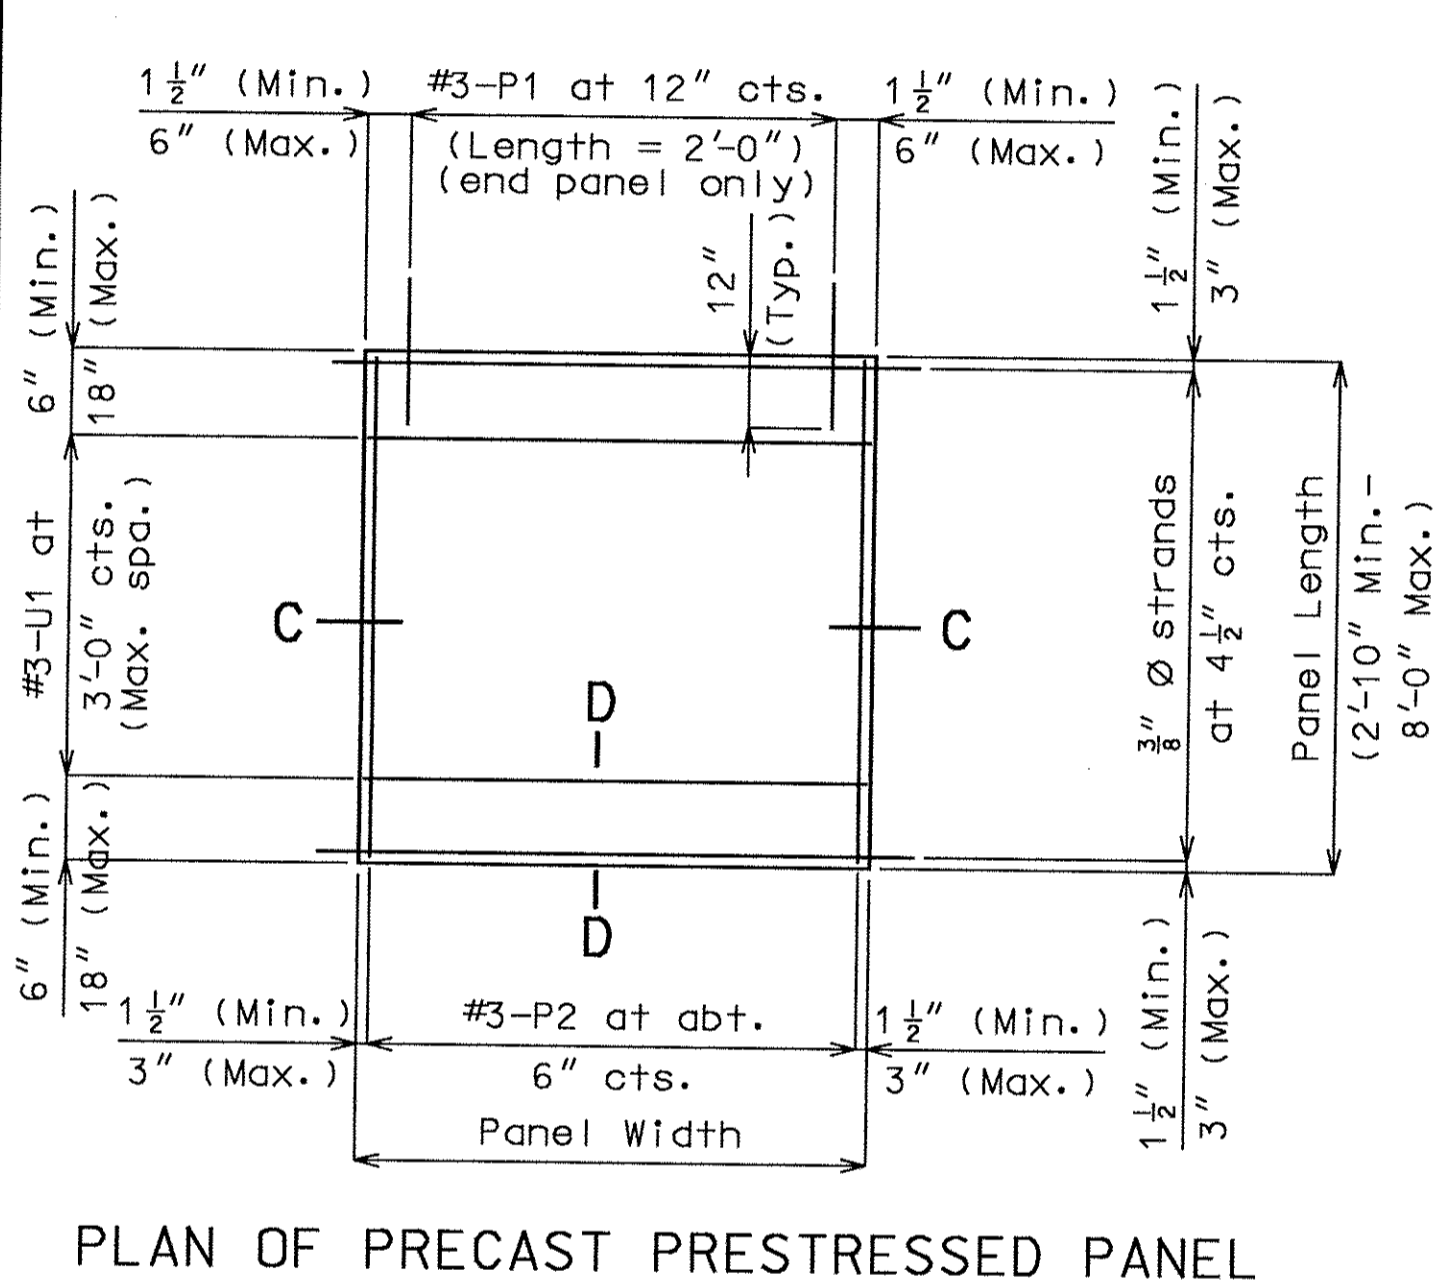 1 1/2" (Min.)
6" (Max.)
#3-P1 at 12" cts.
(Length = 2'-0")
(end panel only)
1 1/2" (Min.)
6" (Max.)
1 1/2" (Min.)
3" (Max.)
6" (Min.)
18" (Max.)
12"
(Typ.)
#3-U1 at
3'-0" cts.
(Max. spa.)
C
C
D
D
3/8" Ø strands
at 4 1/2" cts.
Panel Length
(2'-10" Min.-
8'-0" Max.)
6" (Min.)
18" (Max.)
1 1/2" (Min.)
3" (Max.)
#3-P2 at abt.
6" cts.
1 1/2" (Min.)
3" (Max.)
1 1/2" (Min.)
3" (Max.)
Panel Width
PLAN OF PRECAST PRESTRESSED PANEL